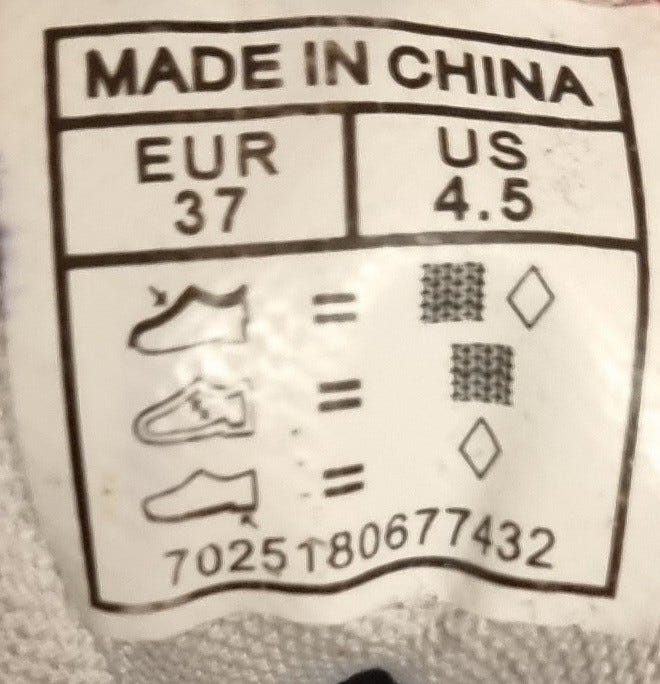 MADE IN CHINA
EUR
37
US
4.5
=
=
=
7025180677432